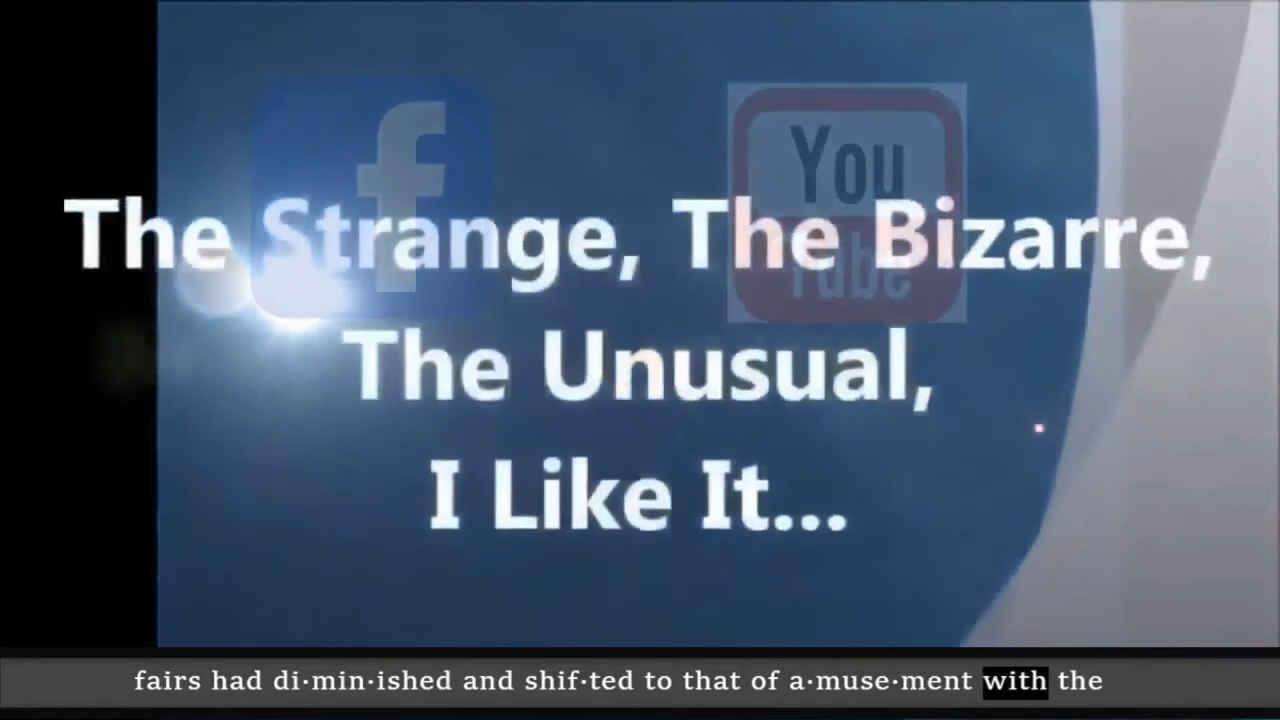 f
You
Tube
The Strange, The Bizarre,
The Unusual,
I Like It...
fairs had di·min·ished and shif·ted to that of a·muse·ment with the